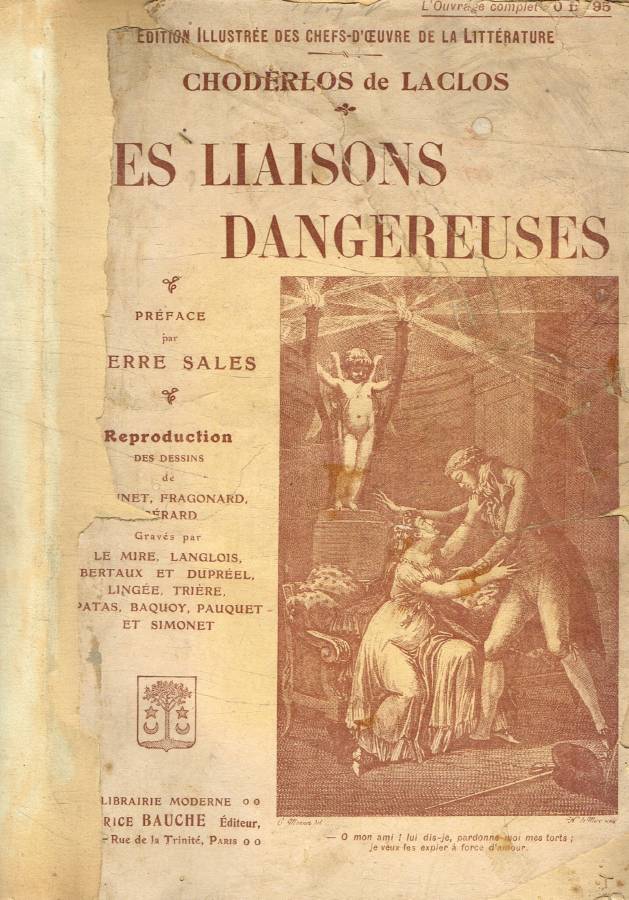 L'Ouvrage complet 0 fr. 95
ÉDITION ILLUSTRÉE DES CHEFS-D'ŒUVRE DE LA LITTÉRATURE
CHODERLOS de LACLOS
ES LIAISONS
DANGEREUSES
PRÉFACE
par
ERRE SALES
Reproduction
DES DESSINS
de
NET, FRAGONARD,
ÉRARD
Gravés par
LE MIRE, LANGLOIS,
BERTAUX ET DUPRÉEL,
LINGÉE, TRIÈRE,
PATAS, BAQUOY, PAUQUET
ET SIMONET
LIBRAIRIE MODERNE
RICE BAUCHE Éditeur,
Rue de la Trinité, PARIS
— O mon ami ! lui dis-je, pardonne-moi mes torts ;
je veux les expier à force d'amour.